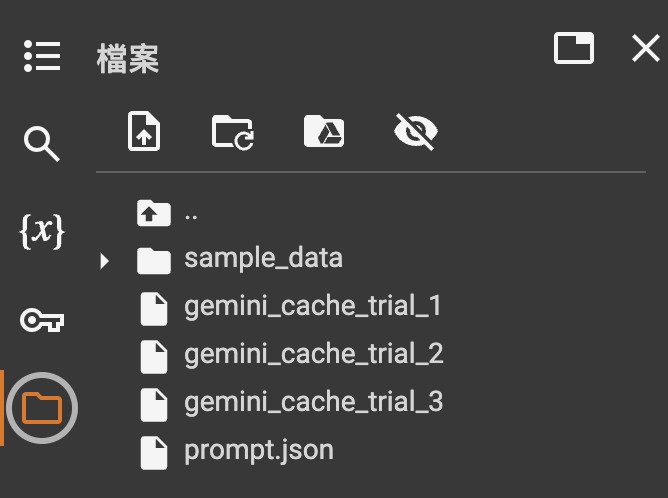 檔案
{x}
..
sample_data
gemini_cache_trial_1
gemini_cache_trial_2
gemini_cache_trial_3
prompt.json